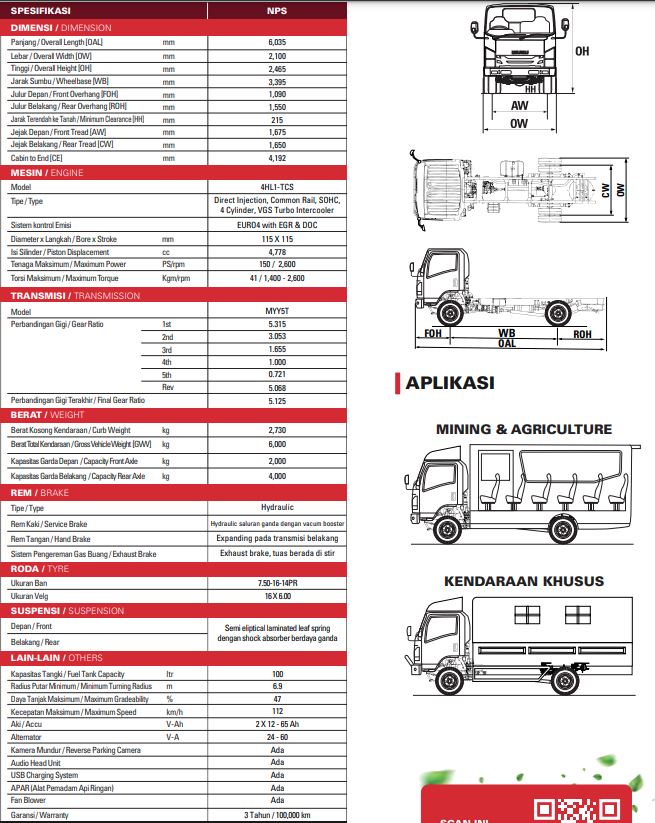 SPESIFIKASI NPS
DIMENSI / DIMENSION
Panjang / Overall Length [OAL] mm 6,035
Lebar / Overall Width [OW] mm 2,100
Tinggi / Overall Height [OH] mm 2,465
Jarak Sumbu / Wheelbase [WB] mm 3,395
Julur Depan / Front Overhang [FOH] mm 1,090
Julur Belakang / Rear Overhang [ROH] mm 1,550
Jarak Terendah ke Tanah / Minimum Clearance [HH] mm 215
Jejak Depan / Front Tread [AW] mm 1,675
Jejak Belakang / Rear Tread [CW] mm 1,650
Cabin to End [CE] mm 4,192
MESIN / ENGINE
Model 4HL1-TCS
Tipe / Type Direct Injection, Common Rail, SOHC,
4 Cylinder, VGS Turbo Intercooler
Sistem kontrol Emisi EURO4 with EGR & DOC
Diameter x Langkah / Bore x Stroke mm 115 X 115
Isi Silinder / Piston Displacement cc 4,778
Tenaga Maksimum / Maximum Power PS/rpm 150 / 2,600
Torsi Maksimum / Maximum Torque Kgm/rpm 41 / 1,400 - 2,600
TRANSMISI / TRANSMISSION
Model MYY5T
Perbandingan Gigi / Gear Ratio 1st 5.315
2nd 3.053
3rd 1.655
4th 1.000
5th 0.721
Rev 5.068
Perbandingan Gigi Terakhir / Final Gear Ratio 5.125
BERAT / WEIGHT
Berat Kosong Kendaraan / Curb Weight kg 2,730
Berat Total Kendaraan / Gross Vehicle Weight [GVW] kg 6,000
Kapasitas Garda Depan / Capacity Front Axle kg 2,000
Kapasitas Garda Belakang / Capacity Rear Axle kg 4,000
REM / BRAKE
Tipe / Type Hydraulic
Rem Kaki / Service Brake Hydraulic saluran ganda dengan vacum booster
Rem Tangan / Hand Brake Expanding pada transmisi belakang
Sistem Pengereman Gas Buang / Exhaust Brake Exhaust brake, tuas berada di stir
RODA / TYRE
Ukuran Ban 7.50-16-14PR
Ukuran Velg 16 X 6.00
SUSPENSI / SUSPENSION
Depan / Front Semi eliptical laminated leaf spring
Belakang / Rear dengan shock absorber berdaya ganda
LAIN-LAIN / OTHERS
Kapasitas Tangki / Fuel Tank Capacity ltr 100
Radius Putar Minimum / Minimum Turning Radius m 6.9
Daya Tanjak Maksimum / Maximum Gradeability % 47
Kecepatan Maksimum / Maximum Speed km/h 112
Aki / Accu V-Ah 2 X 12 - 65 Ah
Alternator V-A 24 - 60
Kamera Mundur / Reverse Parking Camera Ada
Audio Head Unit Ada
USB Charging System Ada
APAR (Alat Pemadam Api Ringan) Ada
Fan Blower Ada
Garansi / Warranty 3 Tahun / 100,000 km
ISUZU
OH
HH
AW
OW
CW
OW
FOH WB ROH
OAL
APLIKASI
MINING & AGRICULTURE
KENDARAAN KHUSUS
SCAN INI